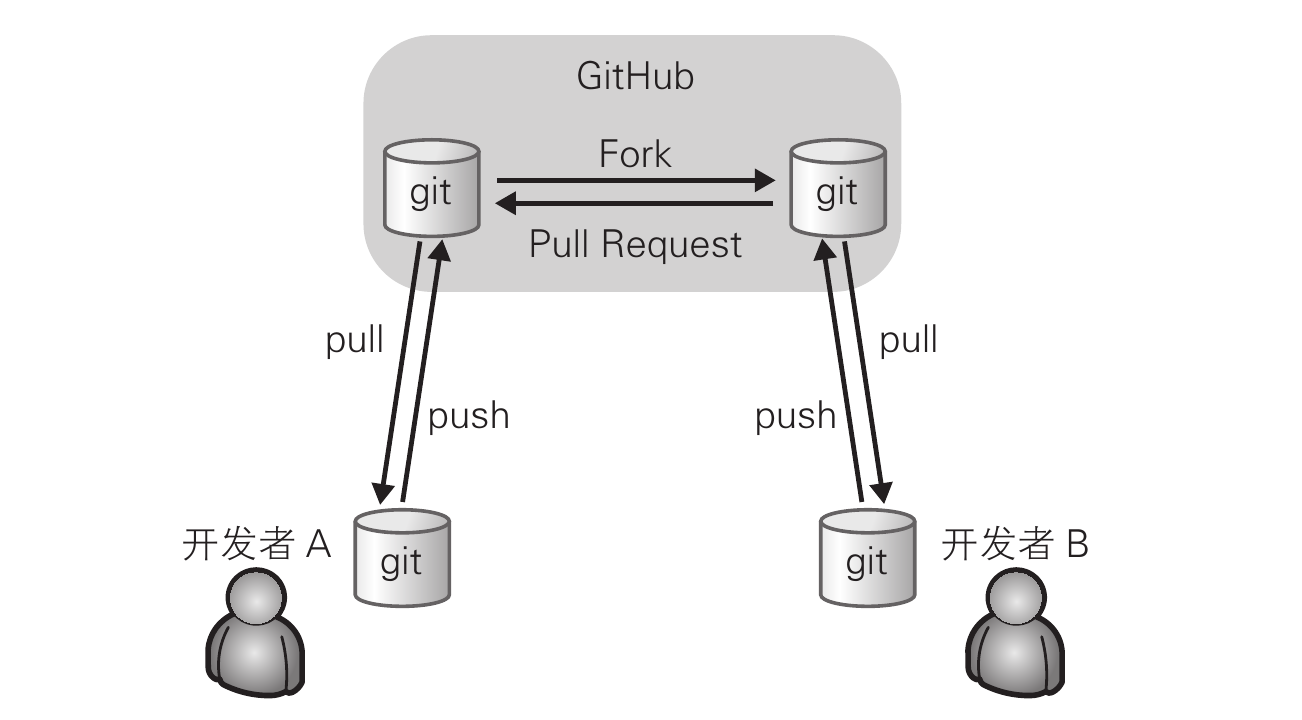 GitHub
Fork
git
git
Pull Request
pull
pull
push
push
开发者 A
git
git
开发者 B